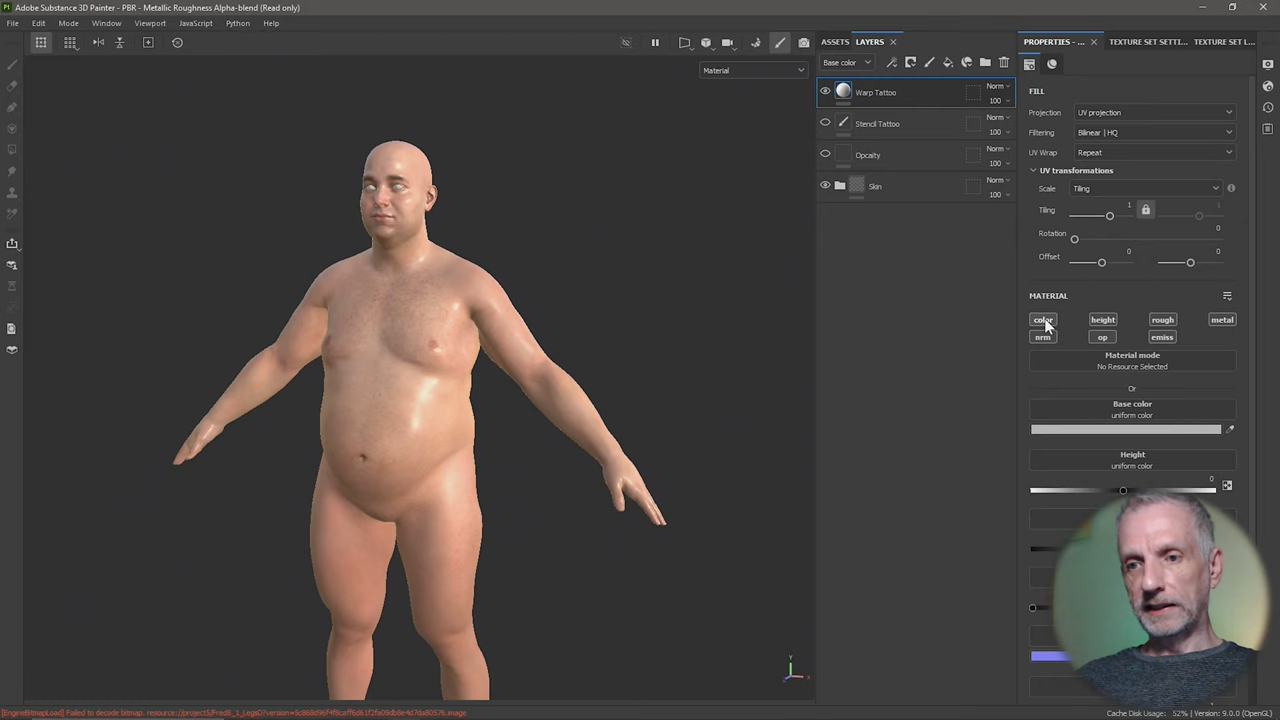 Pt Adobe Substance 3D Painter - PBR - Metallic Roughness Alpha-blend (Read only)
File Edit Mode Window Viewport JavaScript Python Help
Material
ASSETS LAYERS
Base color
Warp Tattoo Norm 100
Stencil Tattoo Norm 100
Opcaity Norm 100
Skin Norm 100
PROPERTIES - ... TEXTURE SET SETTI... TEXTURE SET L...
FILL
Projection UV projection
Filtering Bilinear | HQ
UV Wrap Repeat
UV transformations
Scale Tiling
Tiling 1 1
Rotation 0
Offset 0 0
MATERIAL
color height rough metal
nrm op emiss
Material mode
No Resource Selected
Or
Base color
uniform color
Height
uniform color
0
Y
Cache Disk Usage: 52% | Version: 9.0.0 (OpenGL)